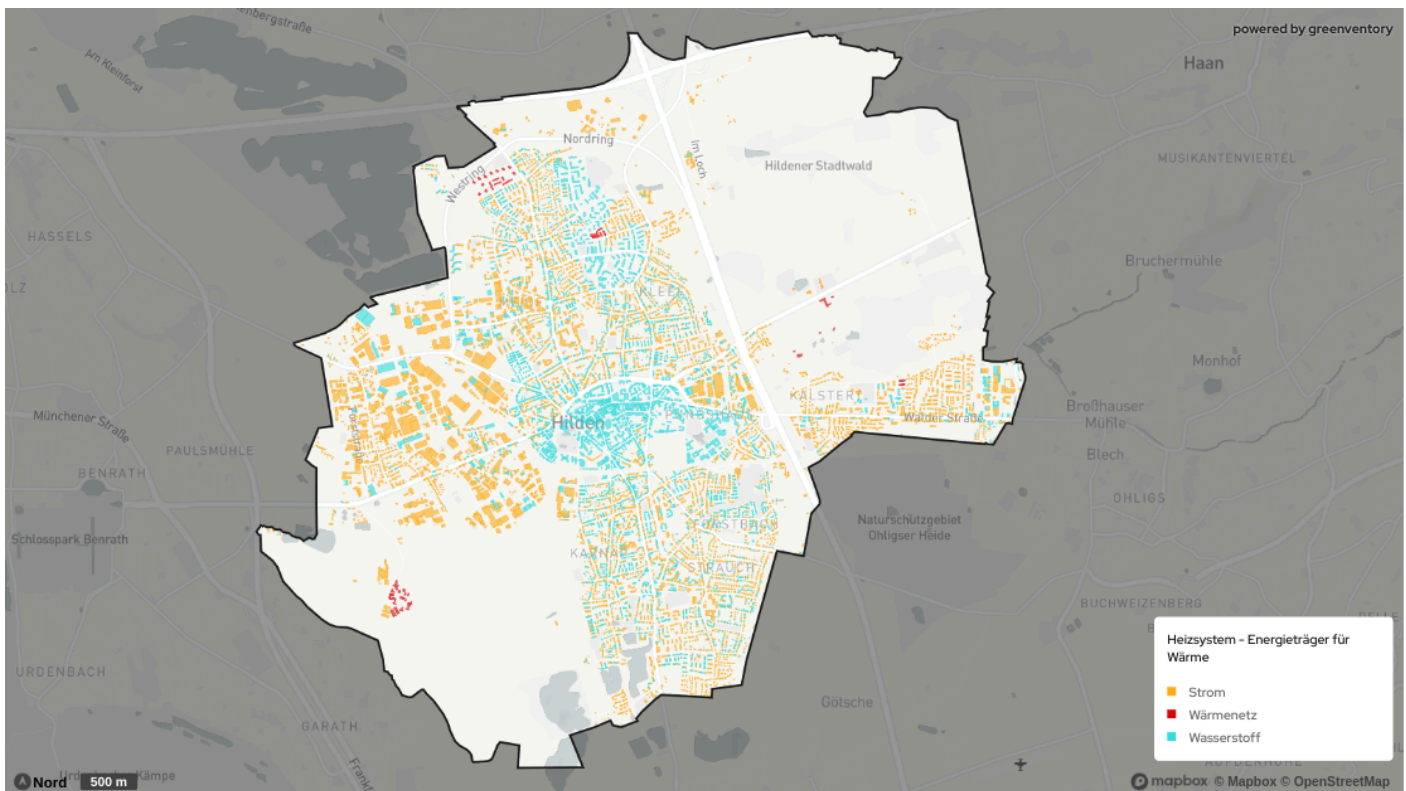 powered by greenventory
Haan
Am Kleinforst
Nordring
Im Loch
MUSIKANTENVIERTEL
Hildener Stadtwald
Westring
HASSELS
Bruchermühle
Monhof
KALSTERT
Broßhauser
Mühle
Münchener Straße
Hilden
Walder Straße
PAULSMÜHLE
Blech
BENRATH
OHLIGS
Naturschutzgebiet
Ohligser Heide
Schlosspark Benrath
STRAUCH
BUCHWEIZENBERG
Heizsystem - Energieträger für
Wärme
URDENBACH
Strom
Götsche
Wärmenetz
GARATH
Wasserstoff
Nord
500 m
mapbox © Mapbox © OpenStreetMap